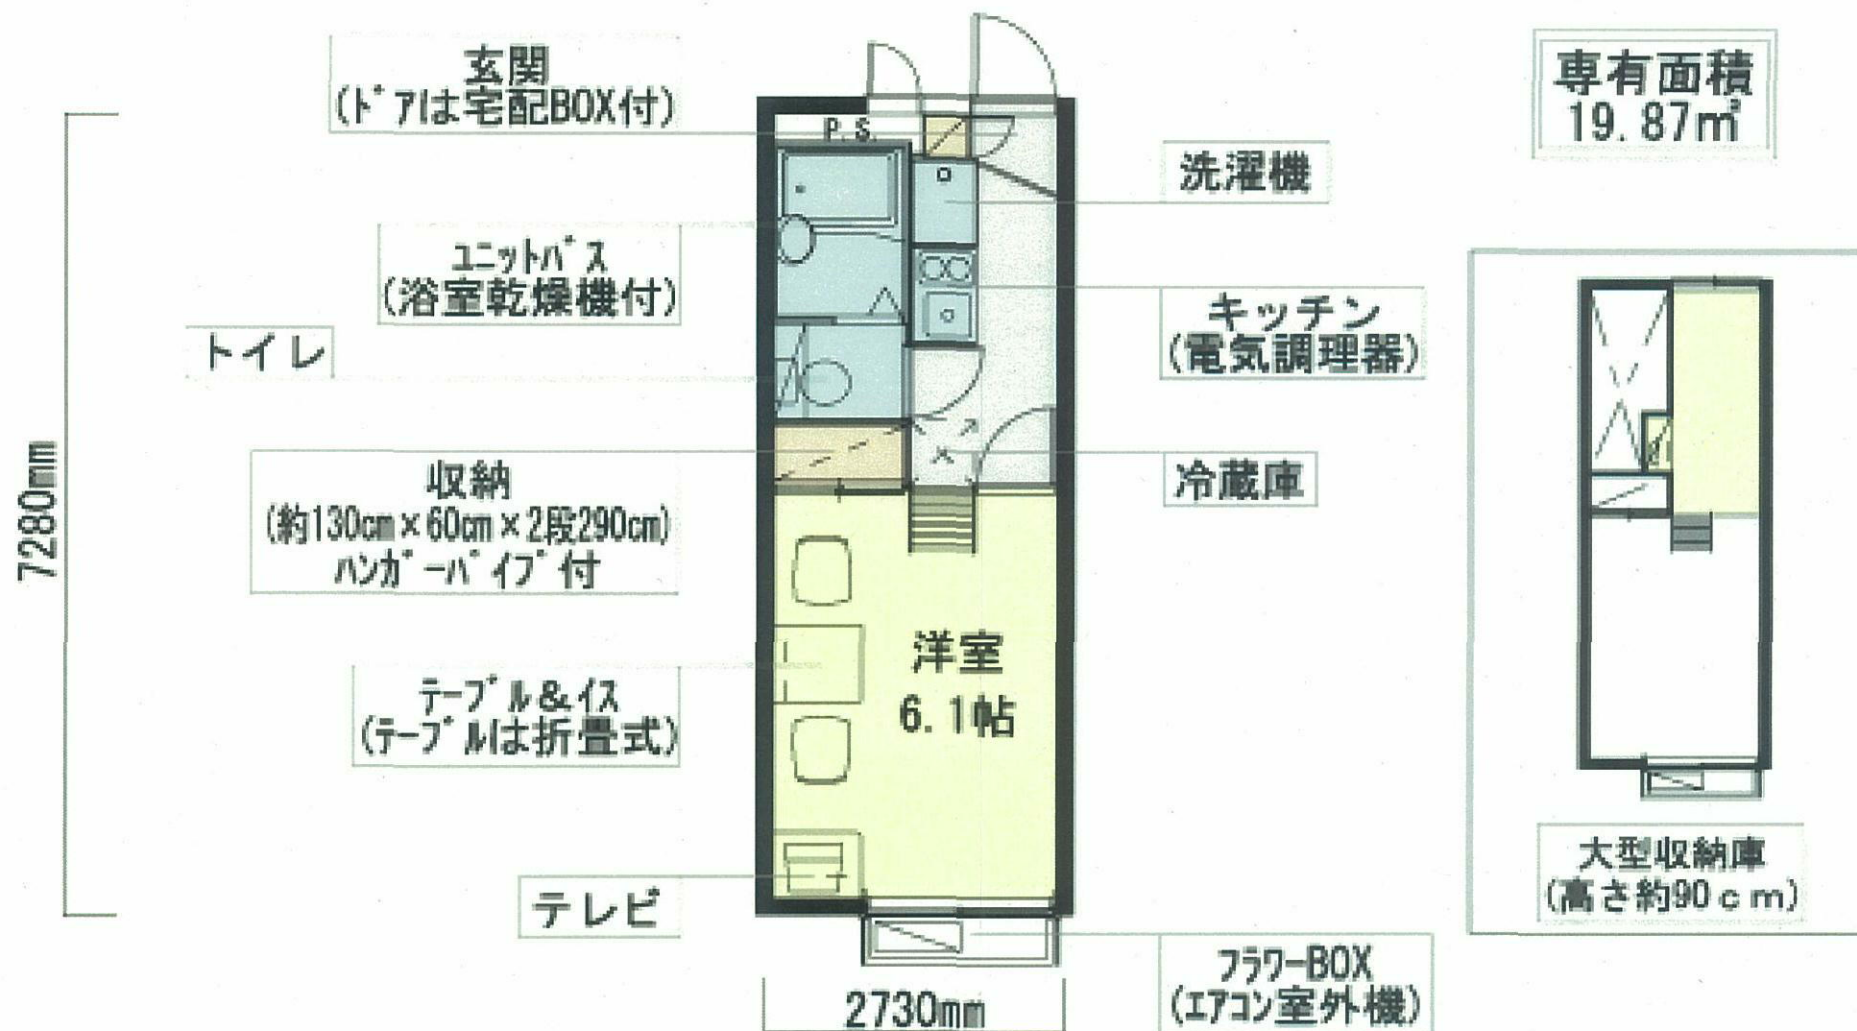 玄関
(ドアは宅配BOX付)
専有面積
19.87㎡
P.S.
洗濯機
ユニットバス
(浴室乾燥機付)
キッチン
(電気調理器)
トイレ
収納
(約130cm×60cm×2段290cm)
ハンガーパイプ付
冷蔵庫
7280mm
洋室
6.1帖
テーブル&イス
(テーブルは折畳式)
テレビ
大型収納庫
(高さ約90cm)
フラワーBOX
(エアコン室外機)
2730mm